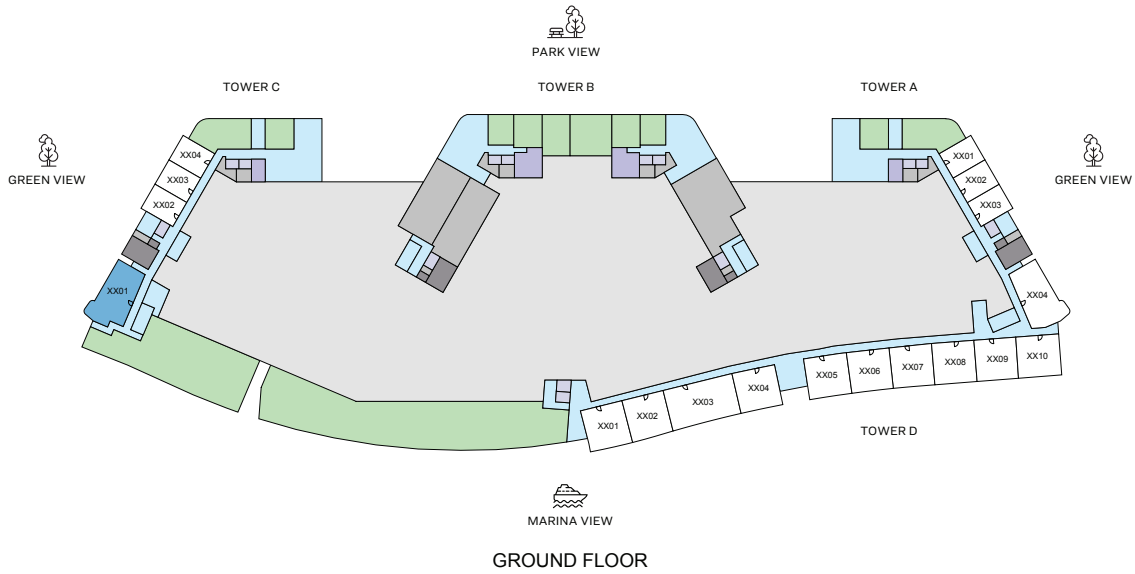 PARK VIEW
TOWER C
TOWER B
TOWER A
GREEN VIEW
GREEN VIEW
XX04
XX03
XX02
XX01
XX01
XX02
XX03
XX04
XX01
XX02
XX03
XX04
XX05
XX06
XX07
XX08
XX09
XX10
TOWER D
MARINA VIEW
GROUND FLOOR